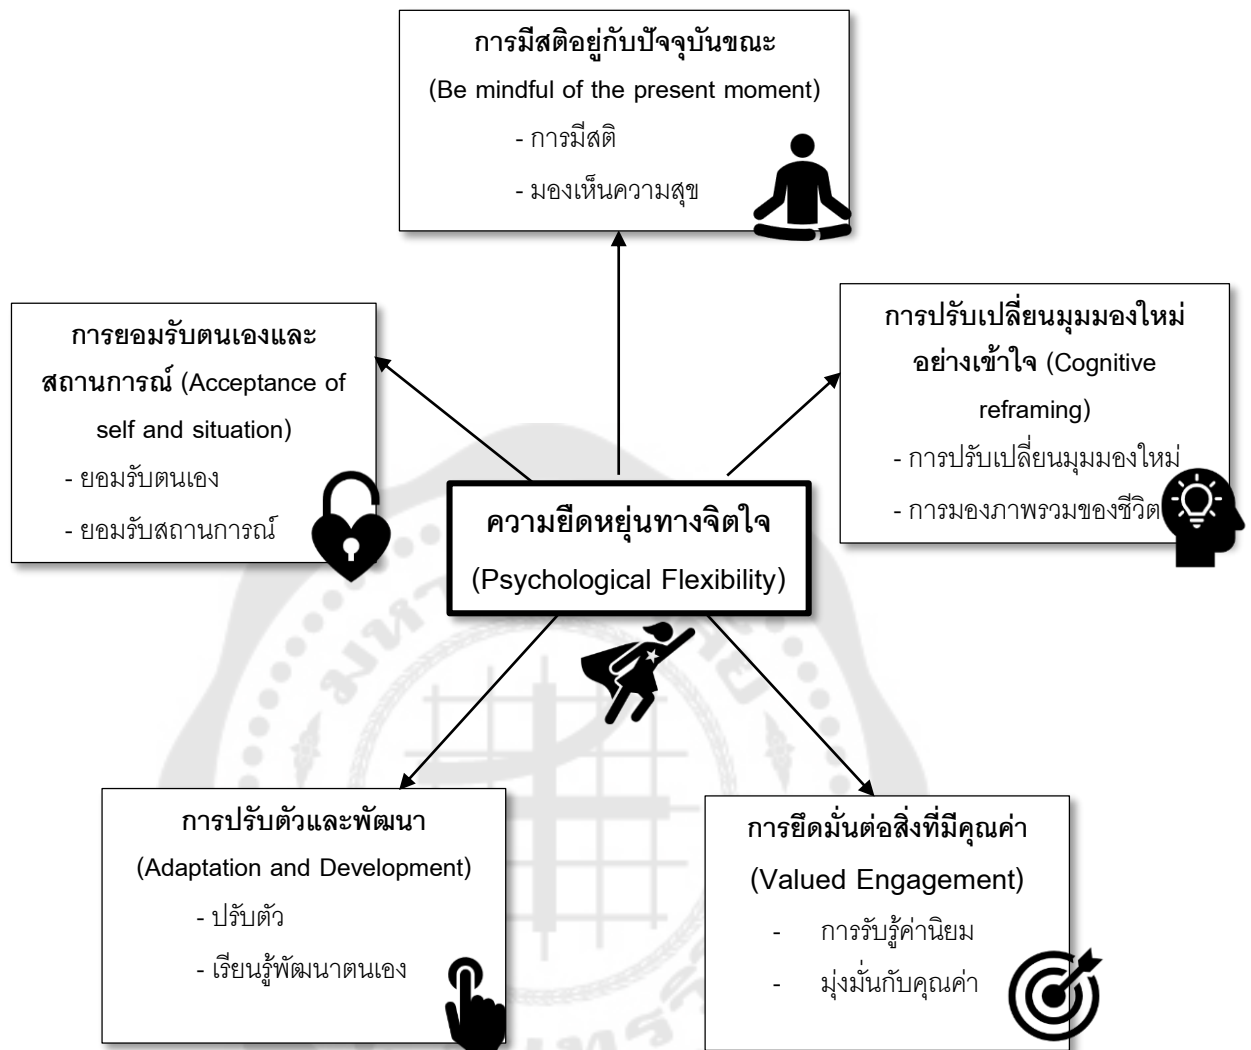 การมีสติอยู่กับปัจจุบันขณะ
(Be mindful of the present moment)
- การมีสติ
- มองเห็นความสุข
การยอมรับตนเองและ
สถานการณ์ (Acceptance of
self and situation)
- ยอมรับตนเอง
- ยอมรับสถานการณ์
การปรับเปลี่ยนมุมมองใหม่
อย่างเข้าใจ (Cognitive
reframing)
- การปรับเปลี่ยนมุมมองใหม่
- การมองภาพรวมของชีวิต
ความยืดหยุ่นทางจิตใจ
(Psychological Flexibility)
การปรับตัวและพัฒนา
(Adaptation and Development)
- ปรับตัว
- เรียนรู้พัฒนาตนเอง
การยึดมั่นต่อสิ่งที่มีคุณค่า
(Valued Engagement)
- การรับรู้ค่านิยม
- มุ่งมั่นกับคุณค่า